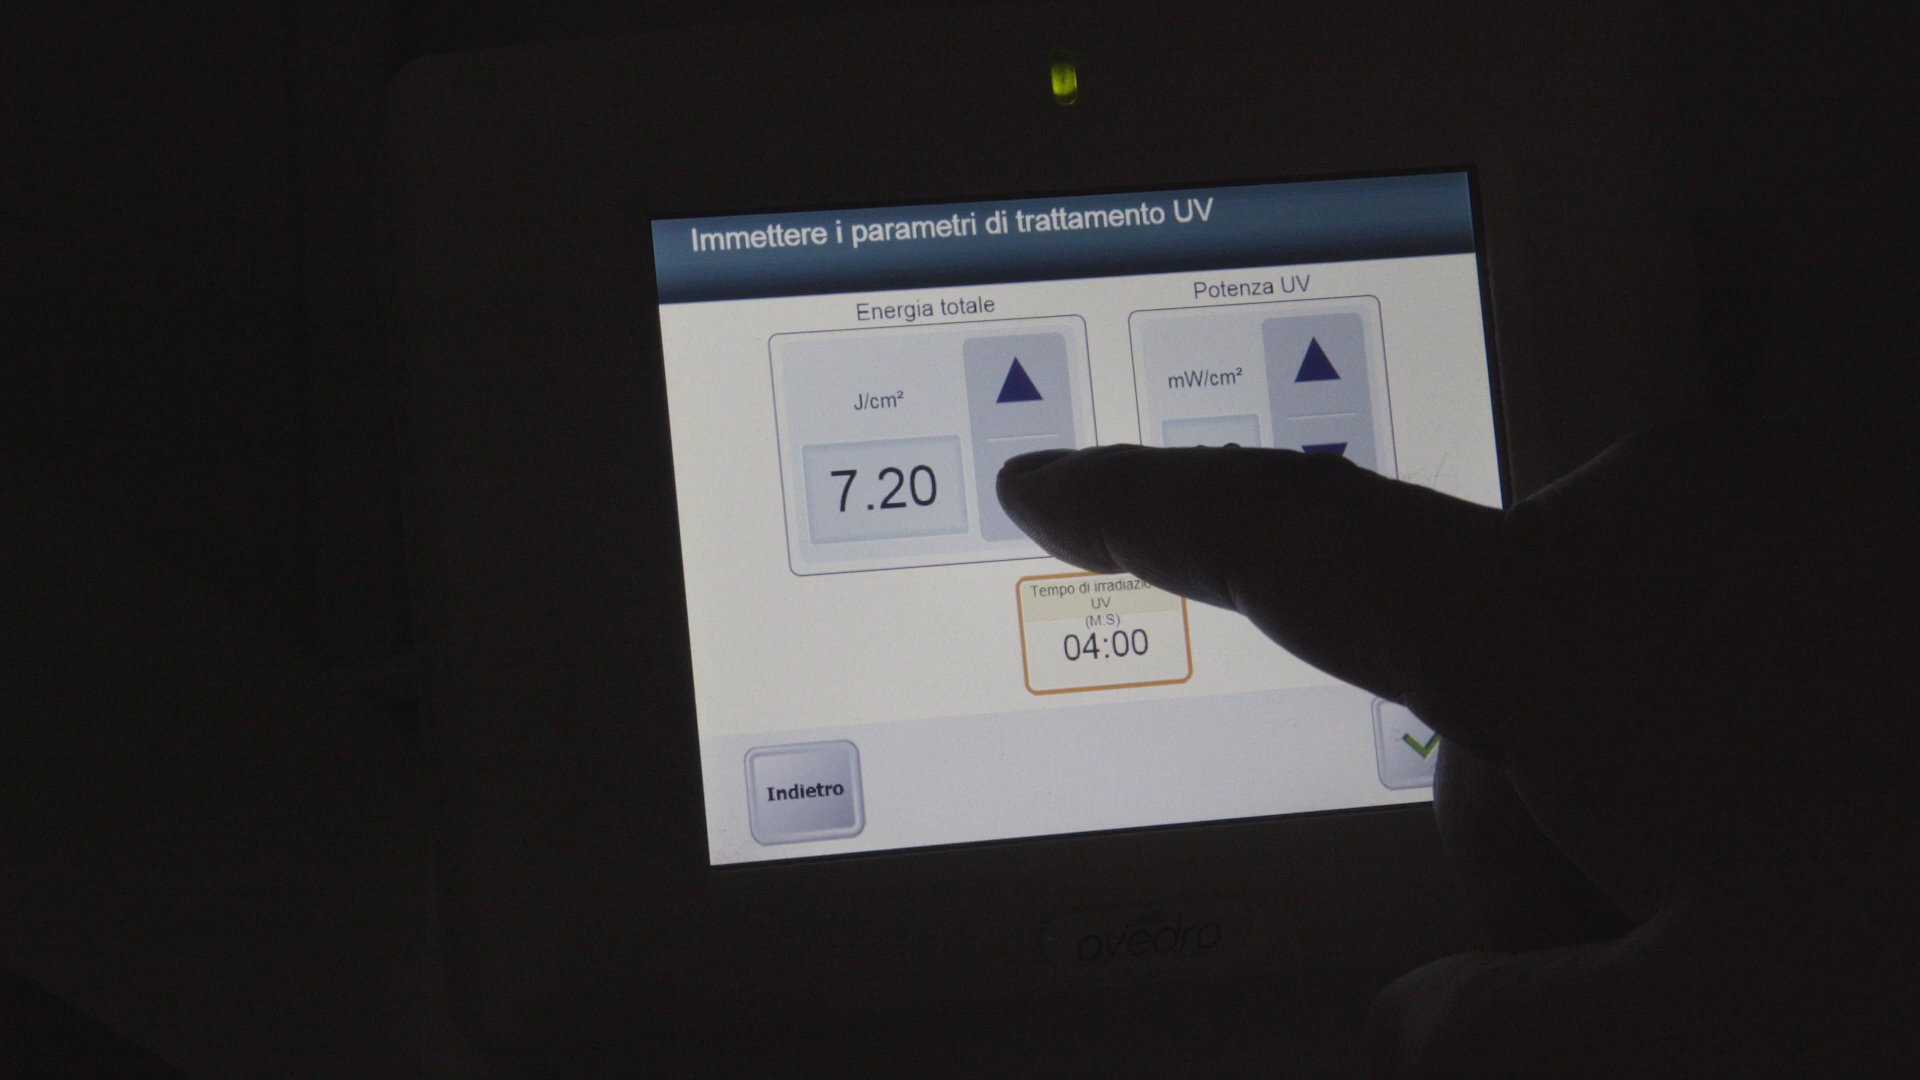 Immettere i parametri di trattamento UV
Energia totale
Potenza UV
J/cm²
mW/cm²
7.20
Tempo di irradiazio
UV
(M:S)
04:00
Indietro
avedro